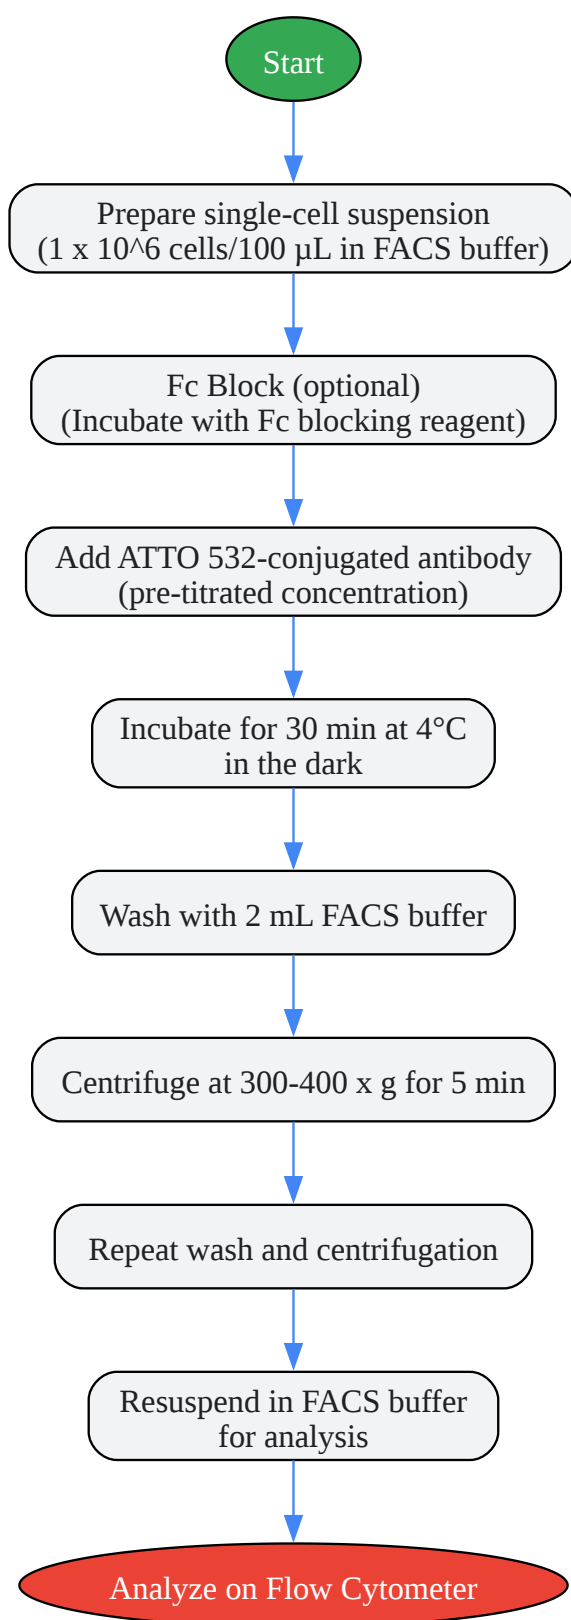 Start
Prepare single-cell suspension
(1 x 10^6 cells/100 µL in FACS buffer)
Fc Block (optional)
(Incubate with Fc blocking reagent)
Add ATTO 532-conjugated antibody
(pre-titrated concentration)
Incubate for 30 min at 4°C
in the dark
Wash with 2 mL FACS buffer
Centrifuge at 300-400 x g for 5 min
Repeat wash and centrifugation
Resuspend in FACS buffer
for analysis
Analyze on Flow Cytometer